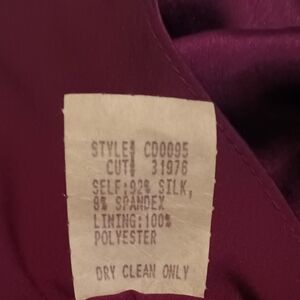 STYLE# CD0095
CUT# 31976
SELF:92% SILK,
8% SPANDEX
LINING:100%
POLYESTER
DRY CLEAN ONLY